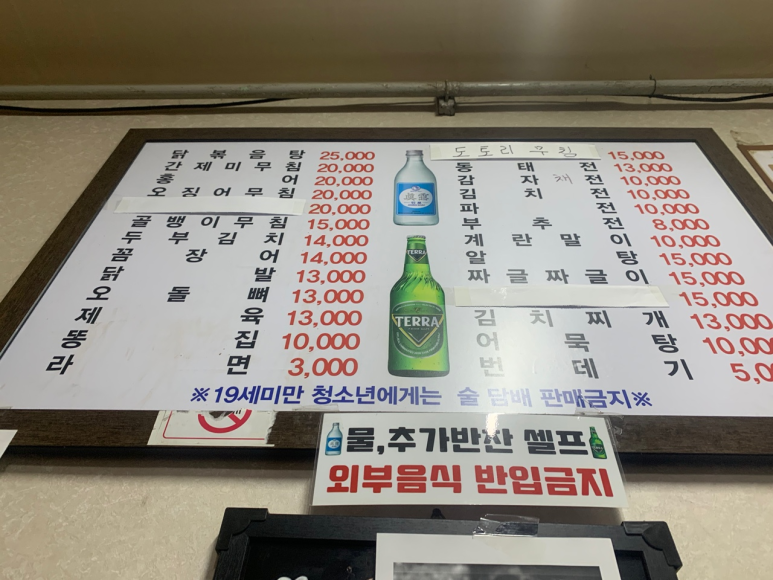 닭볶음탕 25,000
간제미무침 20,000
홍어 20,000
오징어무침 20,000
20,000
골뱅이무침 15,000
두부김치 14,000
꼼장어 14,000
닭발 13,000
오돌뼈 13,000
제육 13,000
똥집 10,000
라면 3,000
TERRA
TERRA
도토리무침 15,000
동태전 13,000
감자채전 10,000
김치전 10,000
파전 10,000
부추전 8,000
계란말이 10,000
알탕 15,000
짜글짜글이 15,000
15,000
김치찌개 13,000
어묵탕 10,00
번데기 5,0
※19세미만 청소년에게는 술 담배 판매금지※
물,추가반찬 셀프
외부음식 반입금지